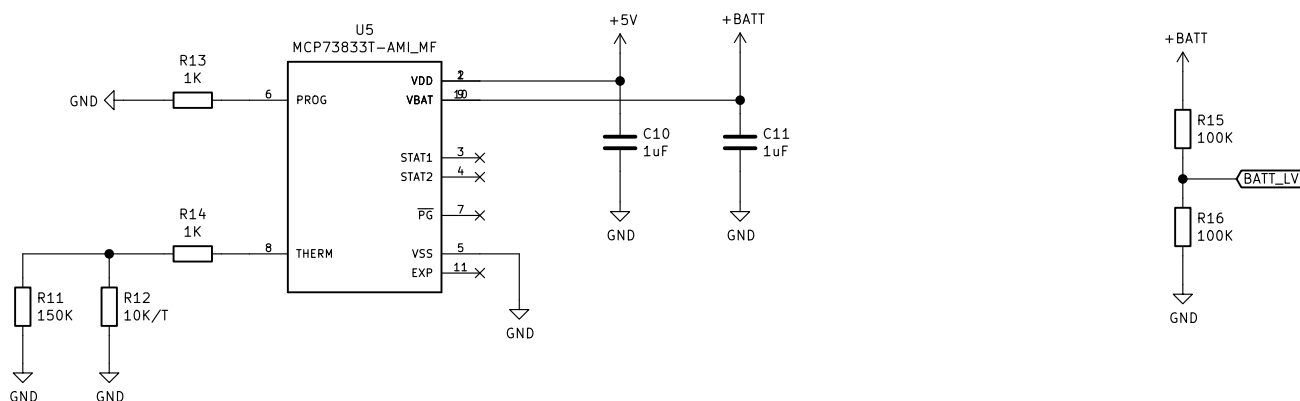 U5
MCP73833T-AMI_MF
R13
1K
GND
6
PROG
VDD
VBAT
STAT1
3
STAT2
4
PG
7
R14
1K
8
THERM
VSS
5
EXP
11
+5V
+BATT
C10
1uF
C11
1uF
GND
GND
GND
R11
150K
R12
10K/T
GND
GND
+BATT
R15
100K
BATT_LV
R16
100K
GND